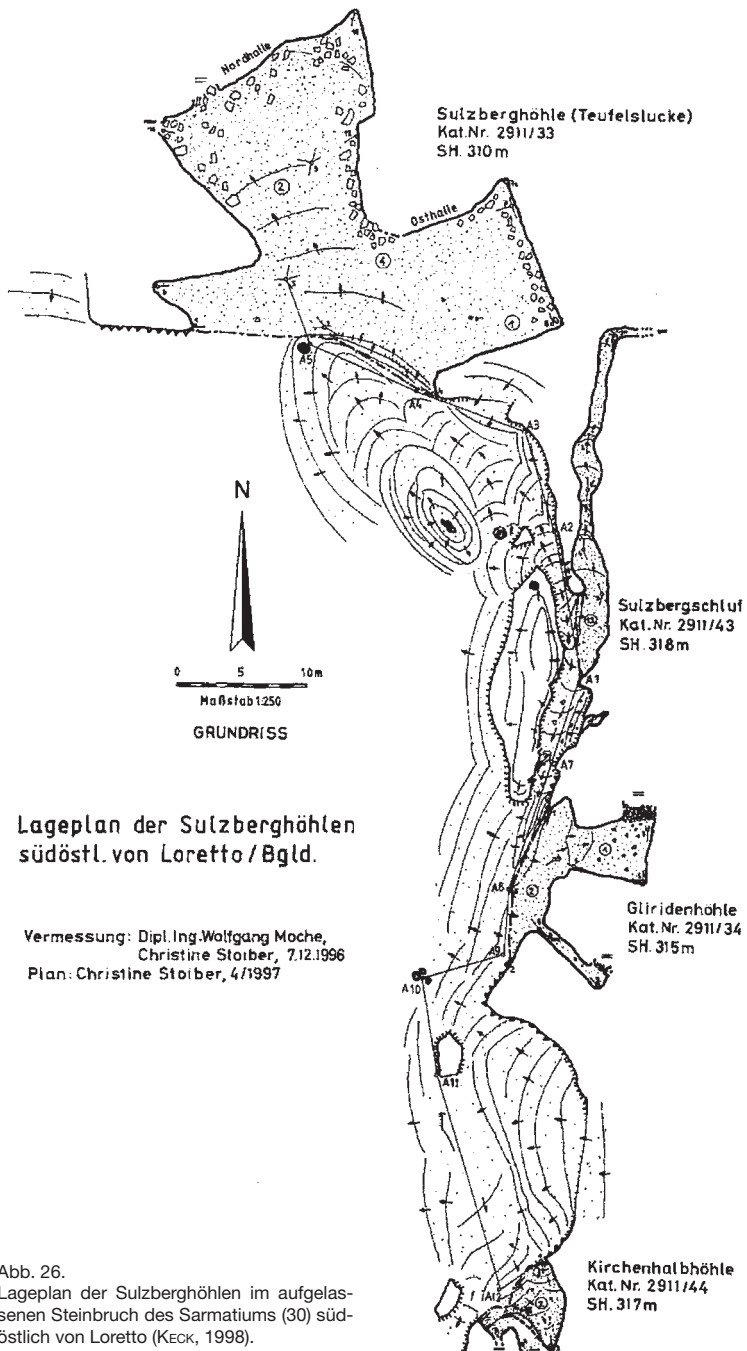 Nordhalle
Sulzberghöhle (Teufelslucke)
Kat.Nr. 2911/33
SH. 310m
Osthalle
2
4
1
A5
A4
A3
A2
N
0 5 10m
Maßstab 1:250
GRUNDRISS
Sulzbergschluf
Kat.Nr. 2911/43
SH. 318m
A1
A7
Lageplan der Sulzberghöhlen
südöstl. von Loretto/Bgld.
Gliridenhöhle
Kat.Nr. 2911/34
SH. 315m
Vermessung: Dipl.Ing.Wolfgang Moche,
Christine Stoiber, 7.12.1996
Plan: Christine Stoiber, 4/1997
A9
A10
A11
Kirchenhalbhöhle
Kat.Nr. 2911/44
SH. 317m
A12
Abb. 26.
Lageplan der Sulzberghöhlen im aufgelas-
senen Steinbruch des Sarmatiums (30) süd-
östlich von Loretto (KECK, 1998).